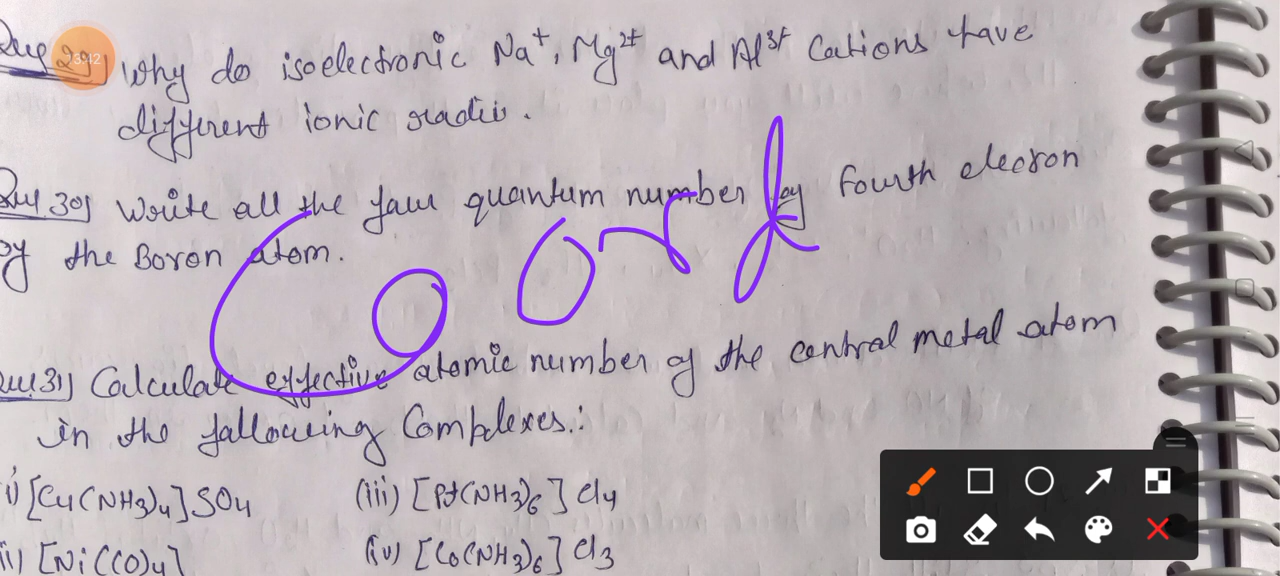 Que 29) Why do isoelectronic Na⁺, Mg²⁺ and Al³⁺ Cations have
different ionic radii.
Que 30) Write all the four quantum number of fourth elecron
of the Boron atom.
Que 31) Calculate effective atomic number of the central metal atom
in the following Complexes:
i) [Cu(NH3)4]SO4 (iii) [Pt(NH3)6]Cl4
ii) [Ni(CO)4] (iv) [Co(NH3)6]Cl3